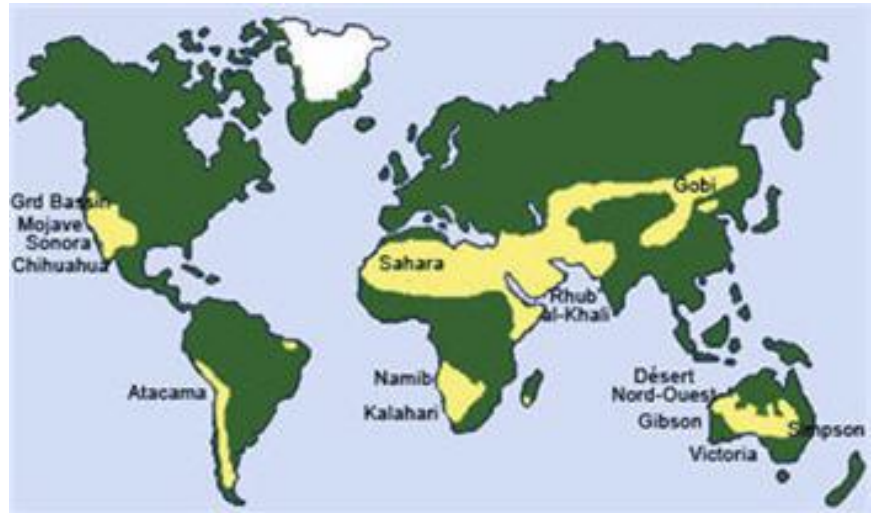 Grd Bassin
Mojave
Sonora
Chihuahua
Atacama
Sahara
Gobi
Rhub
al-Khali
Namib
Kalahari
Désert
Nord-Ouest
Gibson
Simpson
Victoria